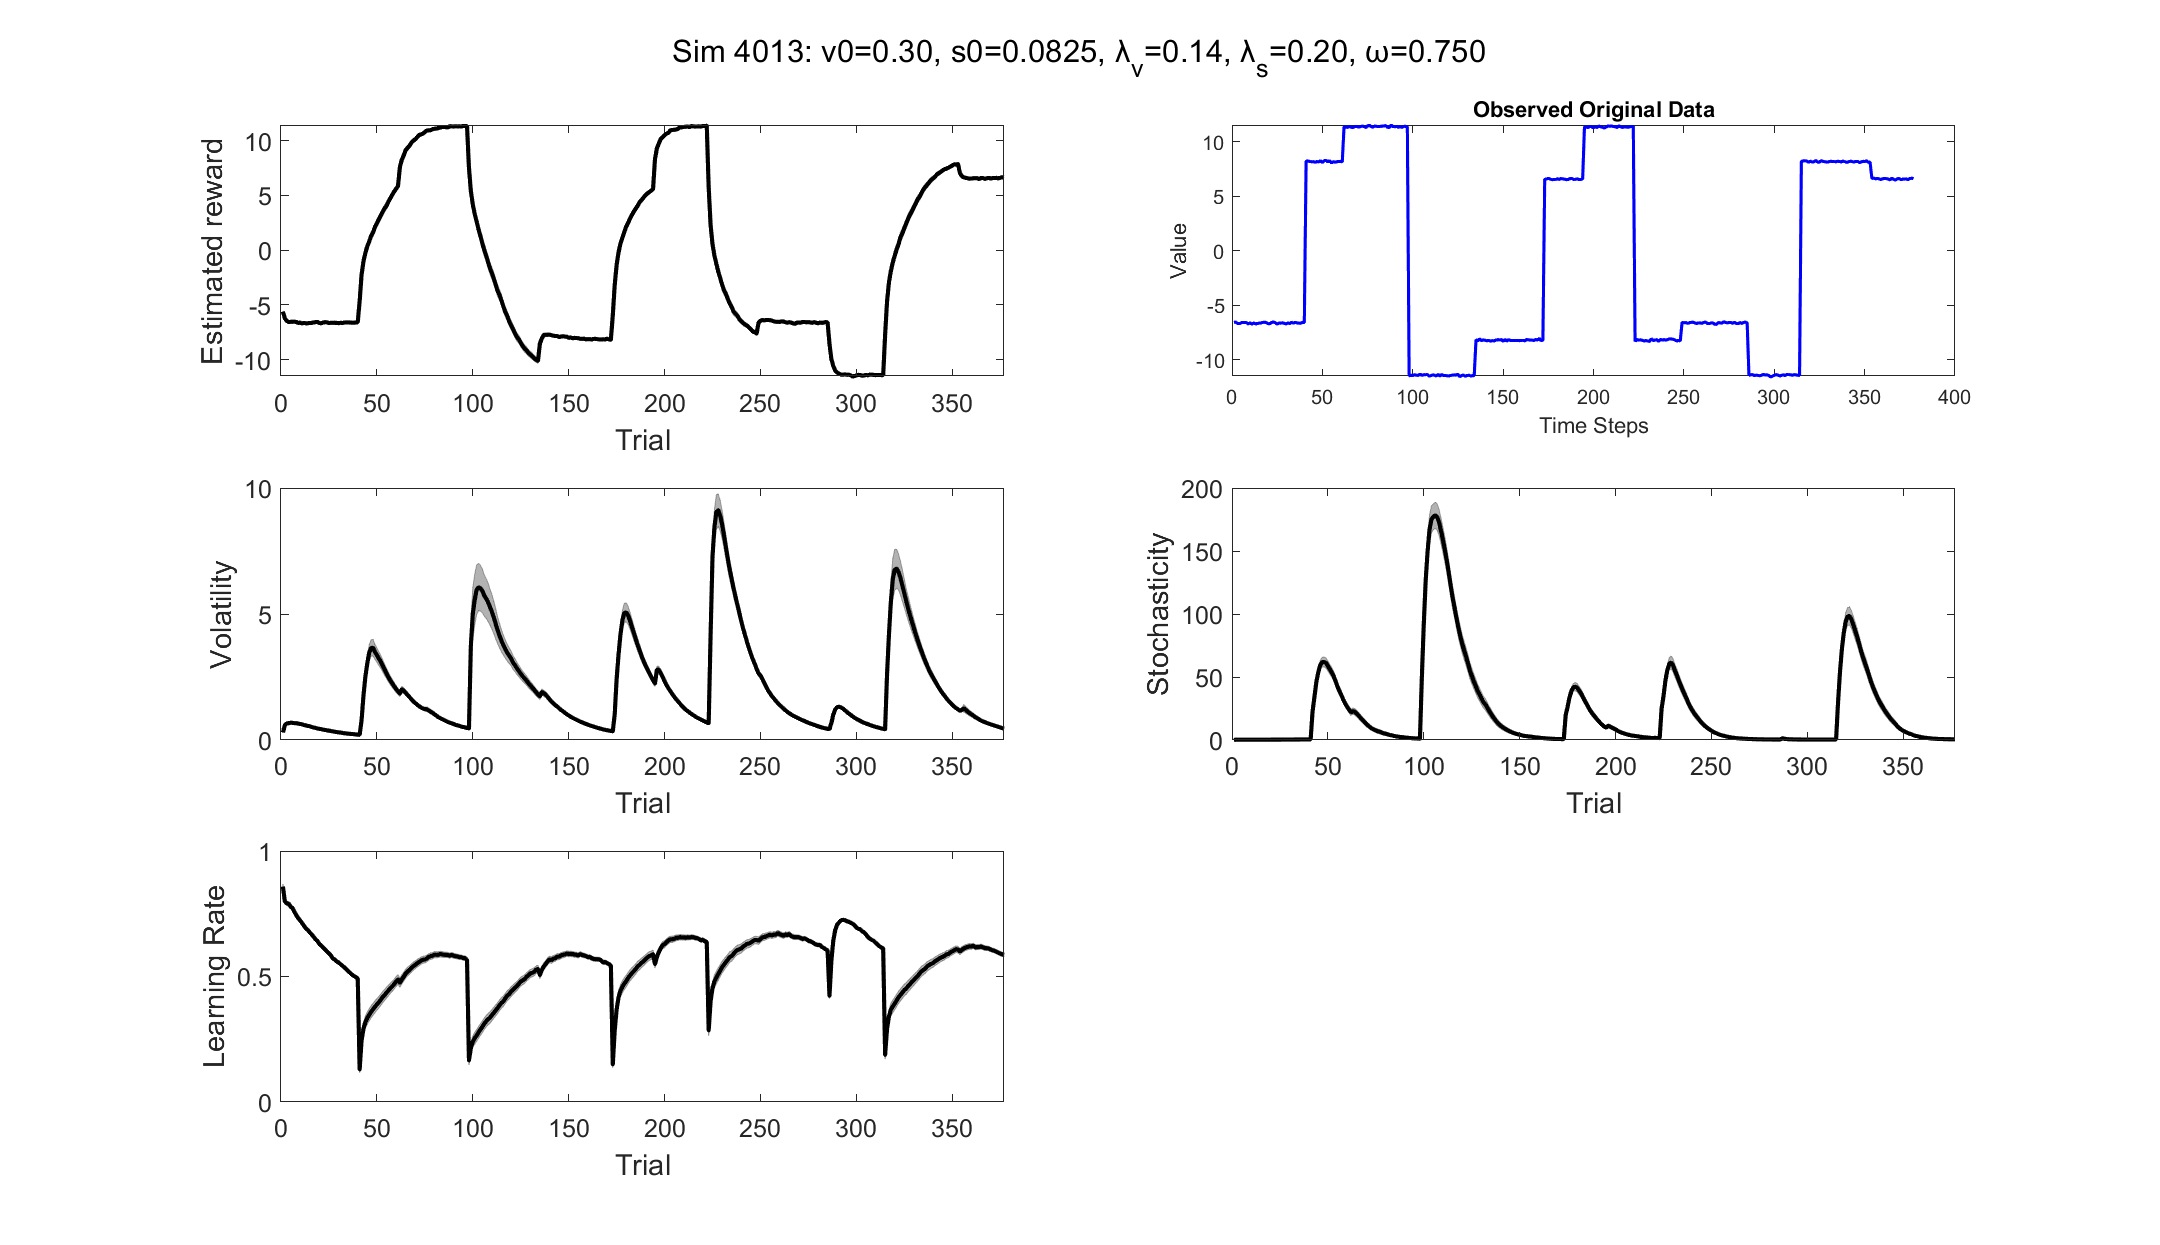 Sim 4013: v0=0.30, s0=0.0825, λv=0.14, λs=0.20, ω=0.750
Estimated reward
10
5
0
-5
-10
0 50 100 150 200 250 300 350
Trial
Observed Original Data
Value
10
5
0
-5
-10
0 50 100 150 200 250 300 350 400
Time Steps
Volatility
10
5
0
0 50 100 150 200 250 300 350
Trial
Stochasticity
200
150
100
50
0
0 50 100 150 200 250 300 350
Trial
Learning Rate
1
0.5
0
0 50 100 150 200 250 300 350
Trial